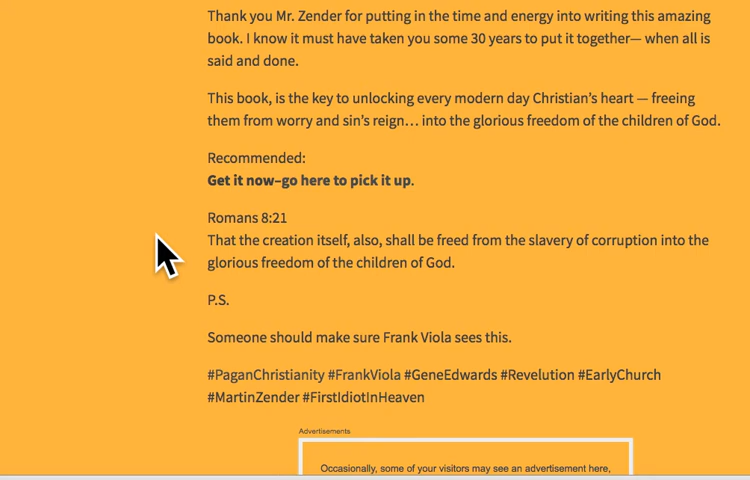 Thank you Mr. Zender for putting in the time and energy into writing this amazing
book. I know it must have taken you some 30 years to put it together— when all is
said and done.
This book, is the key to unlocking every modern day Christian’s heart — freeing
them from worry and sin’s reign… into the glorious freedom of the children of God.
Recommended:
Get it now–go here to pick it up.
Romans 8:21
That the creation itself, also, shall be freed from the slavery of corruption into the
glorious freedom of the children of God.
P.S.
Someone should make sure Frank Viola sees this.
#PaganChristianity #FrankViola #GeneEdwards #Revelution #EarlyChurch
#MartinZender #FirstIdiotInHeaven
Advertisements
Occasionally, some of your visitors may see an advertisement here,